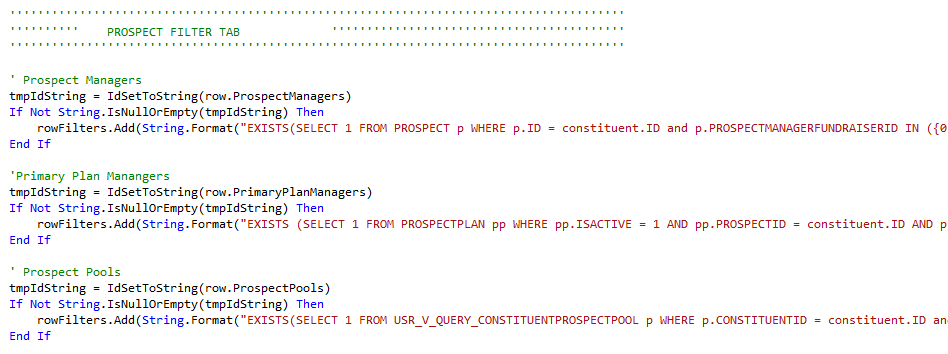 ''''''''''''''''''''''''''''''''''''''''''''''''''''''''''''''''''''''''''''''''''''''''
''''''''''    PROSPECT FILTER TAB             ''''''''''''''''''''''''''''''''''''''''''
''''''''''''''''''''''''''''''''''''''''''''''''''''''''''''''''''''''''''''''''''''''''
' Prospect Managers
tmpIdString = IdSetToString(row.ProspectManagers)
If Not String.IsNullOrEmpty(tmpIdString) Then
    rowFilters.Add(String.Format("EXISTS(SELECT 1 FROM PROSPECT p WHERE p.ID = constituent.ID and p.PROSPECTMANAGERFUNDRAISERID IN ({0
End If
'Primary Plan Manangers
tmpIdString = IdSetToString(row.PrimaryPlanManagers)
If Not String.IsNullOrEmpty(tmpIdString) Then
    rowFilters.Add(String.Format("EXISTS (SELECT 1 FROM PROSPECTPLAN pp WHERE pp.ISACTIVE = 1 AND pp.PROSPECTID = constituent.ID AND p
End If
' Prospect Pools
tmpIdString = IdSetToString(row.ProspectPools)
If Not String.IsNullOrEmpty(tmpIdString) Then
    rowFilters.Add(String.Format("EXISTS(SELECT 1 FROM USR_V_QUERY_CONSTITUENTPROSPECTPOOL p WHERE p.CONSTITUENTID = constituent.ID an
End If